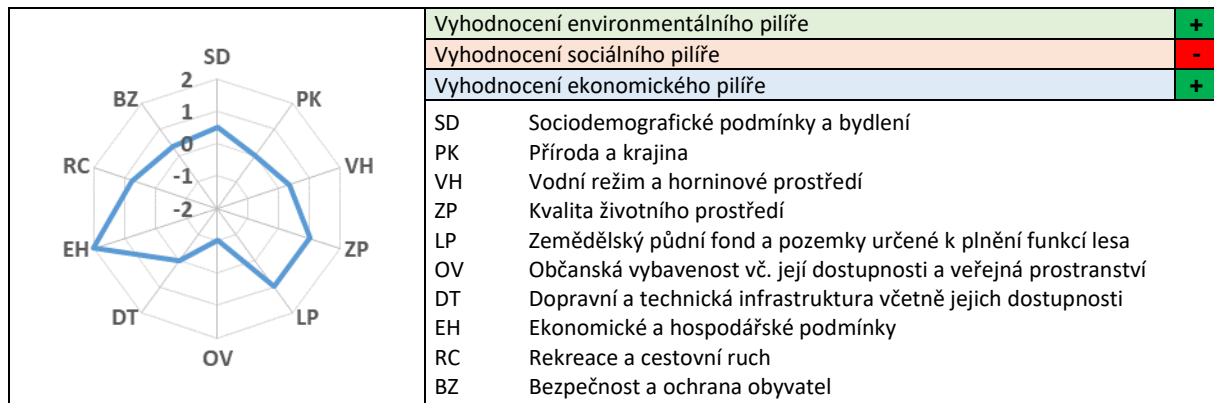 SD
PK
VH
ZP
LP
OV
DT
EH
RC
BZ
2
1
0
-1
-2
Vyhodnocení environmentálního pilíře +
Vyhodnocení sociálního pilíře -
Vyhodnocení ekonomického pilíře +
SD Sociodemografické podmínky a bydlení
PK Příroda a krajina
VH Vodní režim a horninové prostředí
ZP Kvalita životního prostředí
LP Zemědělský půdní fond a pozemky určené k plnění funkcí lesa
OV Občanská vybavenost vč. její dostupnosti a veřejná prostranství
DT Dopravní a technická infrastruktura včetně jejich dostupnosti
EH Ekonomické a hospodářské podmínky
RC Rekreace a cestovní ruch
BZ Bezpečnost a ochrana obyvatel